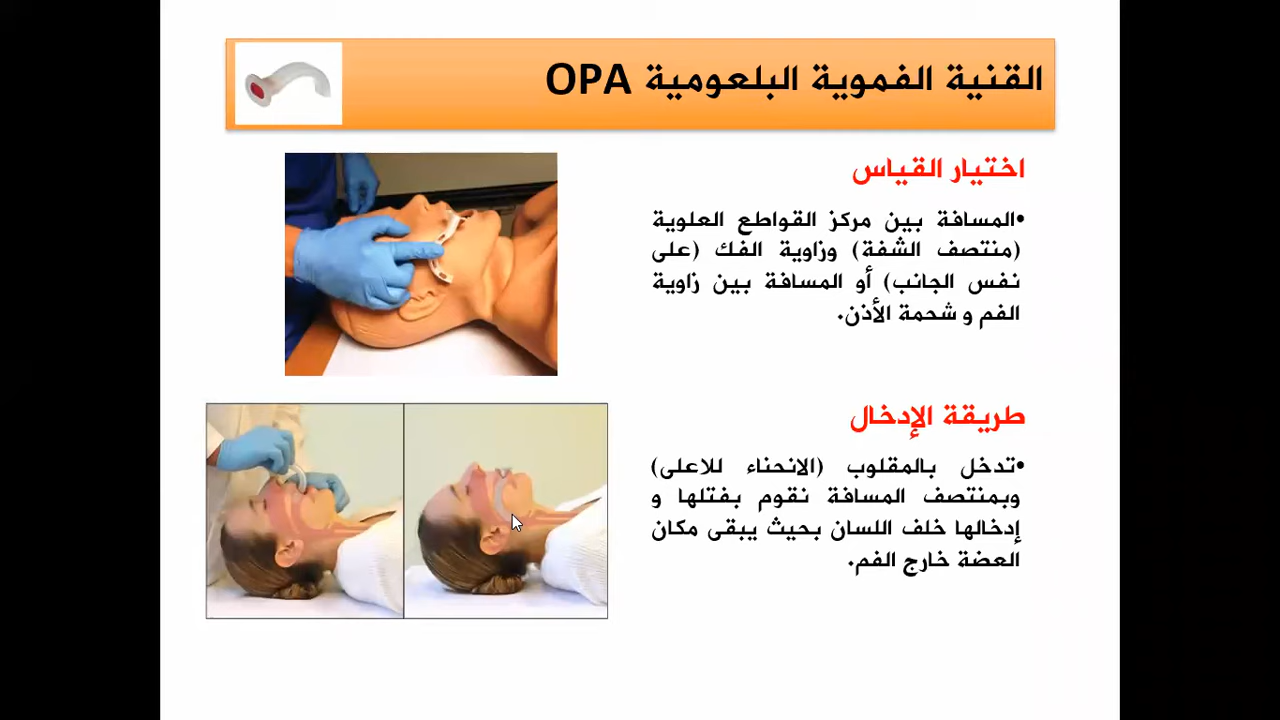 القنية الفموية البلعومية OPA
اختيار القياس
•المسافة بين مركز القواطع العلوية
(منتصف الشفة) وزاوية الفك (على
نفس الجانب) أو المسافة بين زاوية
الفم و شحمة الأذن.
طريقة الإدخال
•تدخل بالمقلوب (الانحناء للاعلى)
وبمنتصف المسافة نقوم بفتلها و
إدخالها خلف اللسان بحيث يبقى مكان
العضة خارج الفم.